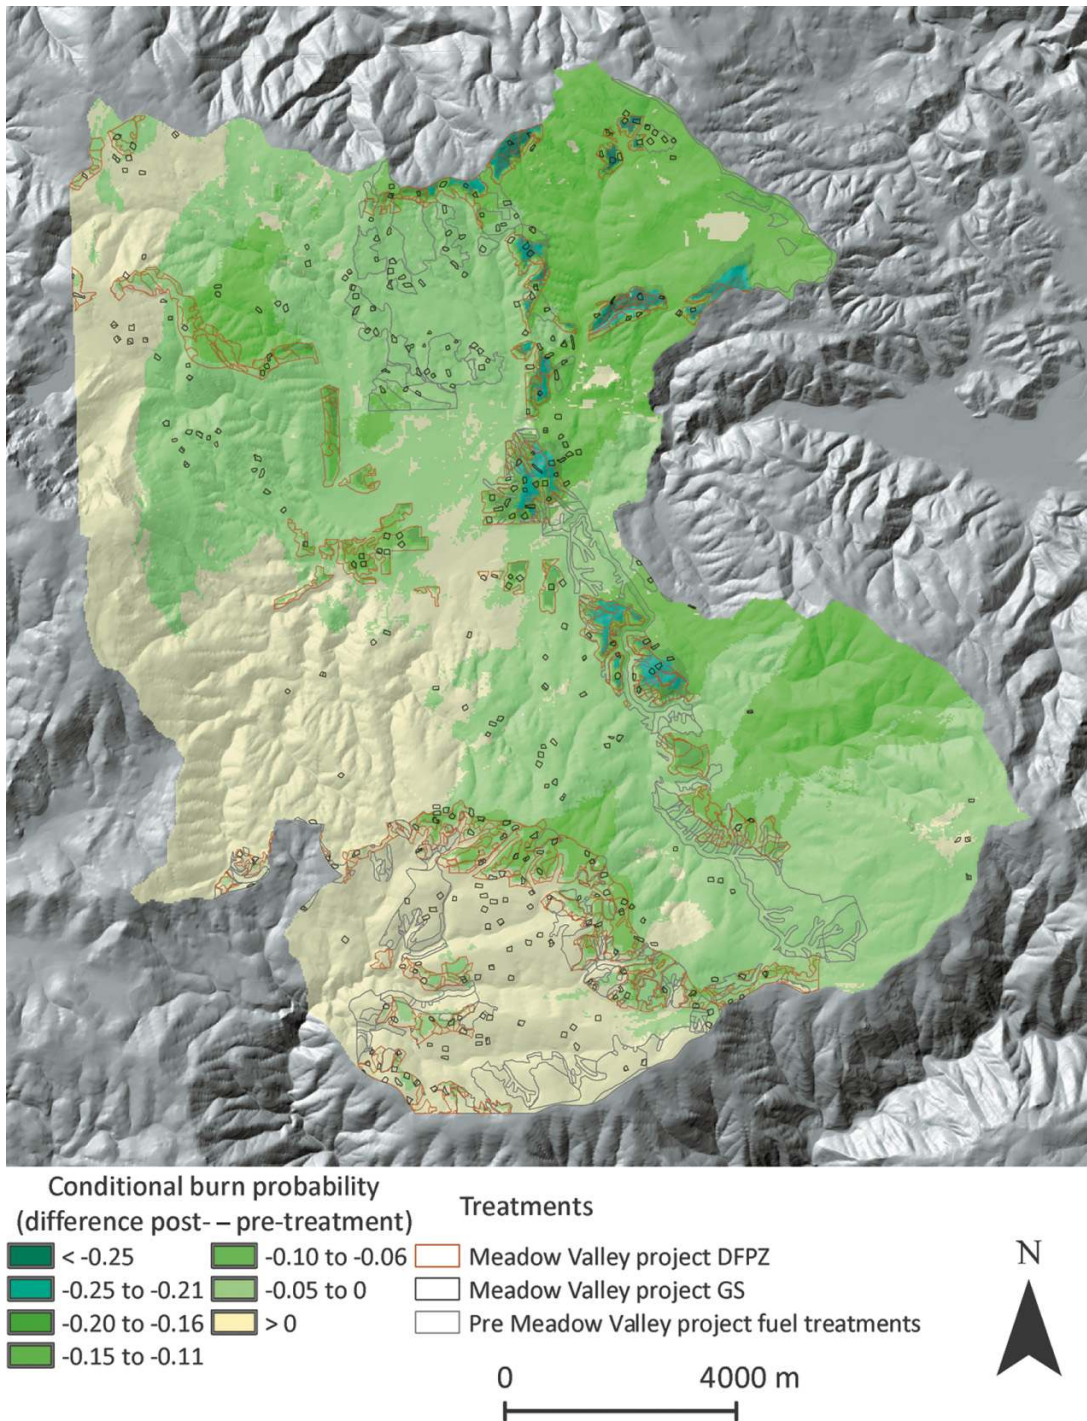 Conditional burn probability
(difference post- – pre-treatment)
< -0.25
-0.25 to -0.21
-0.20 to -0.16
-0.15 to -0.11
-0.10 to -0.06
-0.05 to 0
> 0
Treatments
Meadow Valley project DFPZ
Meadow Valley project GS
Pre Meadow Valley project fuel treatments
N
0 4000 m